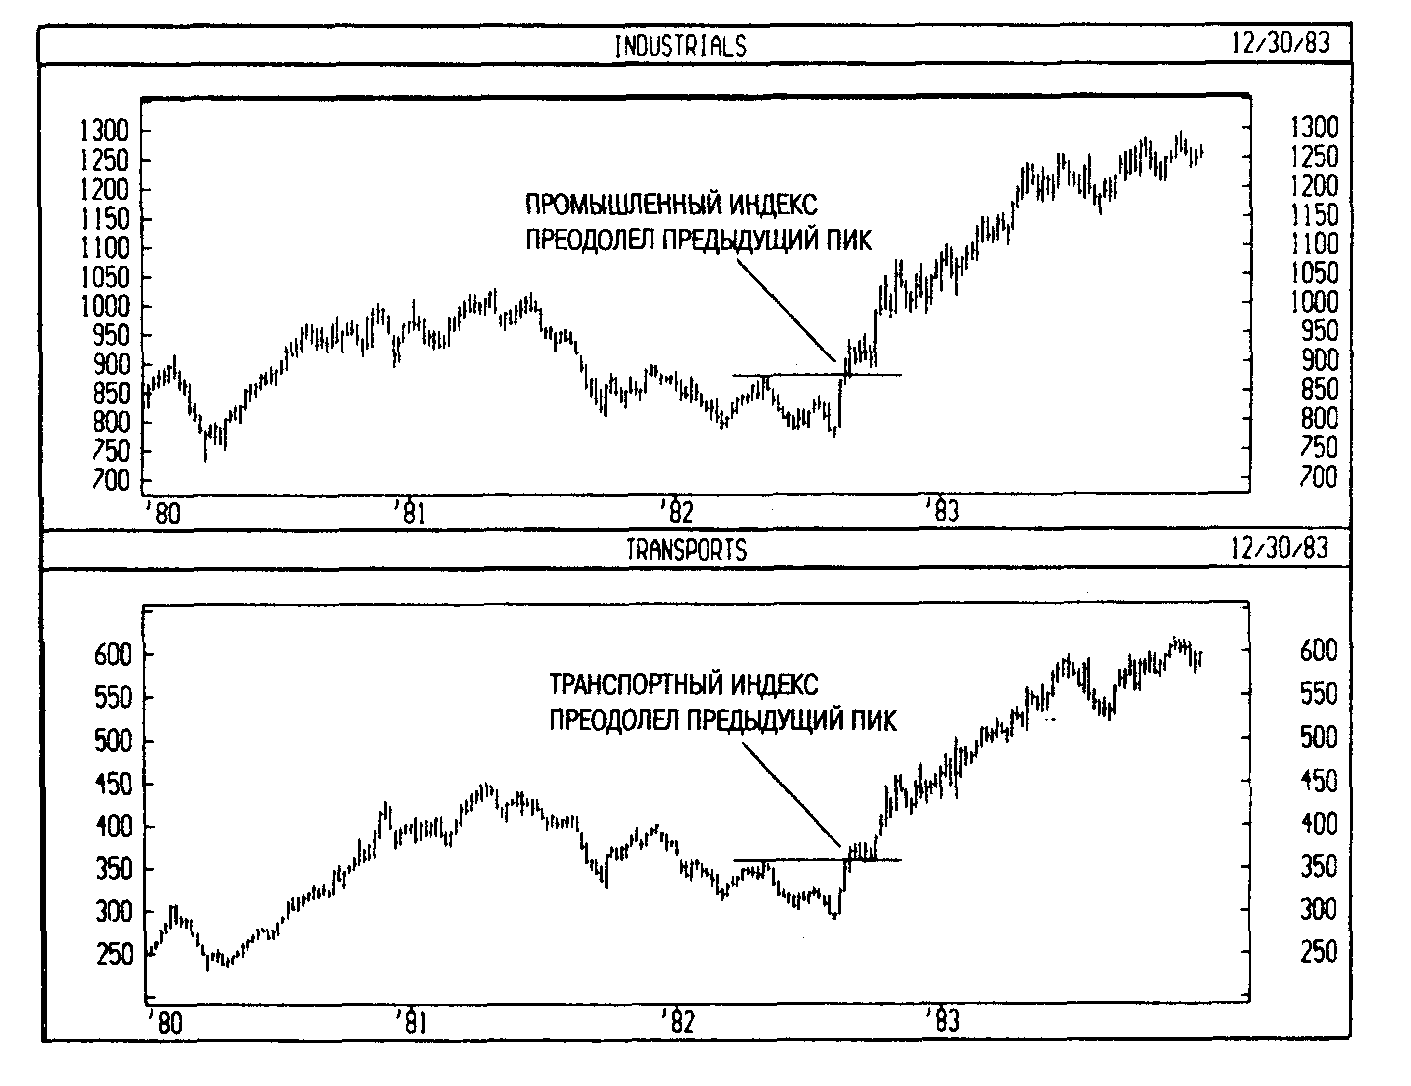 INDUSTRIALS 12/30/83
1300 1300
1250 1250
1200 1200
ПРОМЫШЛЕННЫЙ ИНДЕКС
1150 1150
ПРЕОДОЛЕЛ ПРЕДЫДУЩИЙ ПИК
1100 1100
1050 1050
1000 1000
950 950
900 900
850 850
800 800
750 750
700 700
'80 '81 '82 '83
TRANSPORTS 12/30/83
600 600
ТРАНСПОРТНЫЙ ИНДЕКС
550 550
ПРЕОДОЛЕЛ ПРЕДЫДУЩИЙ ПИК
500 500
450 450
400 400
350 350
300 300
250 250
'80 '81 '82 '83